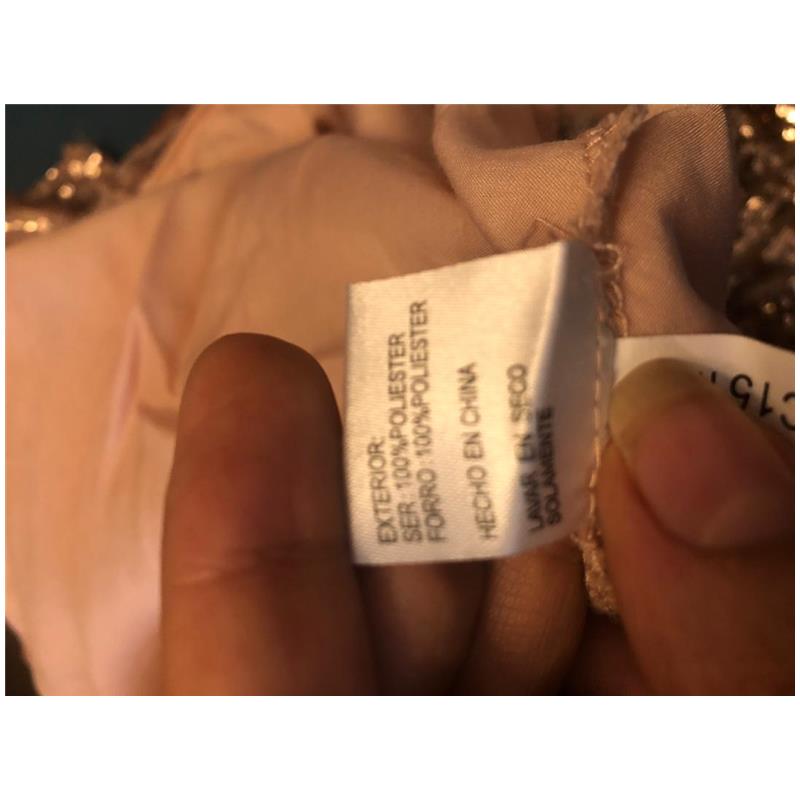 EXTERIOR:
SER 100%POLIESTER
FORRO 100%POLIESTER
HECHO EN CHINA
LAVAR EN SECO
SOLAMENTE